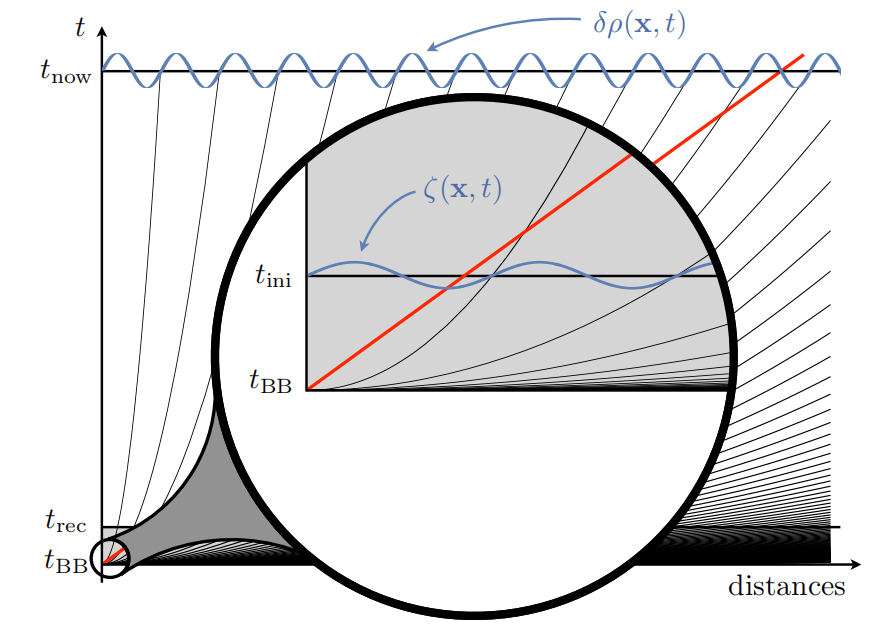 t
δρ(x, t)
t_now
ζ(x, t)
t_ini
t_BB
t_rec
t_BB
distances